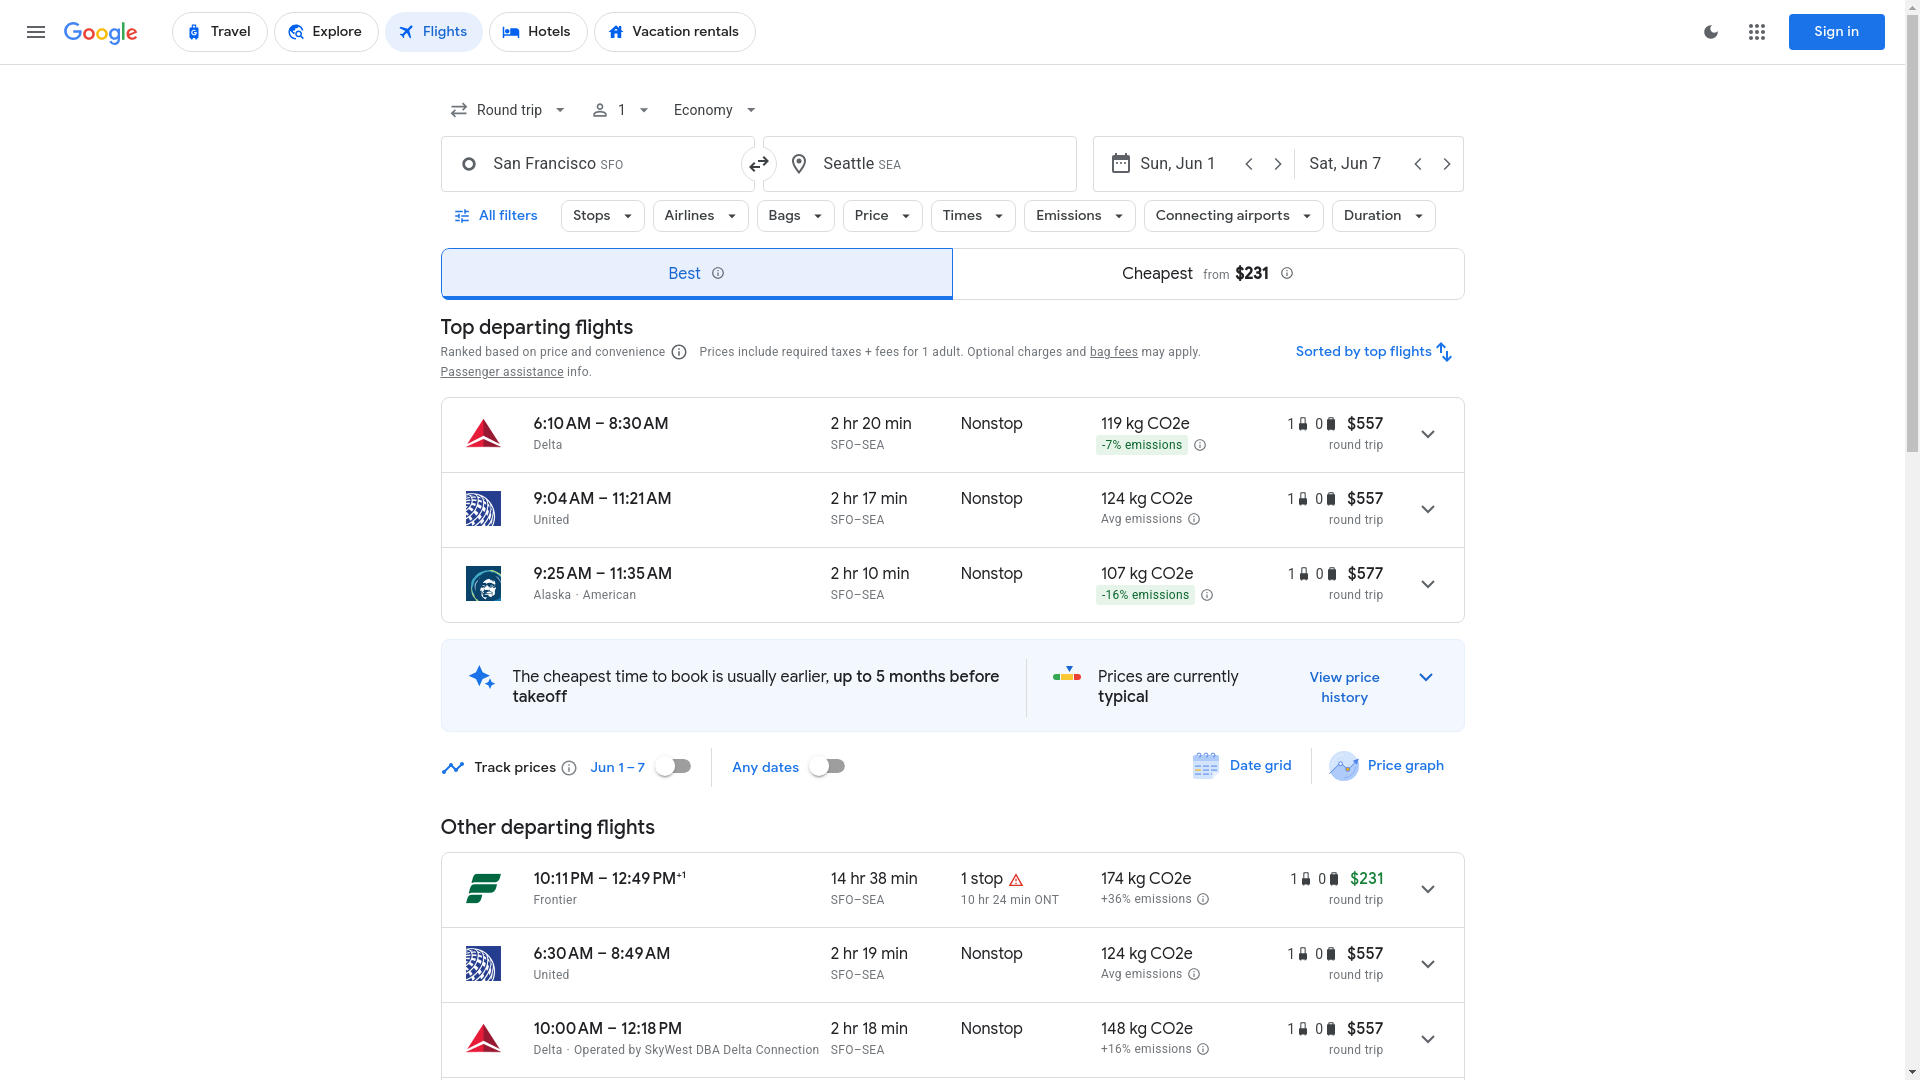 Google
Travel
Explore
Flights
Hotels
Vacation rentals
Sign in
Round trip
1
Economy
San Francisco SFO
Seattle SEA
Sun, Jun 1
Sat, Jun 7
All filters
Stops
Airlines
Bags
Price
Times
Emissions
Connecting airports
Duration
Best
Cheapest from $231
Top departing flights
Ranked based on price and convenience
Prices include required taxes + fees for 1 adult. Optional charges and bag fees may apply.
Passenger assistance info.
Sorted by top flights
6:10 AM – 8:30 AM
Delta
2 hr 20 min
SFO–SEA
Nonstop
119 kg CO2e
-7% emissions
1 0 $557
round trip
9:04 AM – 11:21 AM
United
2 hr 17 min
SFO–SEA
Nonstop
124 kg CO2e
Avg emissions
1 0 $557
round trip
9:25 AM – 11:35 AM
Alaska · American
2 hr 10 min
SFO–SEA
Nonstop
107 kg CO2e
-16% emissions
1 0 $577
round trip
The cheapest time to book is usually earlier, up to 5 months before
takeoff
Prices are currently
typical
View price
history
Track prices
Jun 1 – 7
Any dates
Date grid
Price graph
Other departing flights
10:11 PM – 12:49 PM+1
Frontier
14 hr 38 min
SFO–SEA
1 stop
10 hr 24 min ONT
174 kg CO2e
+36% emissions
1 0 $231
round trip
6:30 AM – 8:49 AM
United
2 hr 19 min
SFO–SEA
Nonstop
124 kg CO2e
Avg emissions
1 0 $557
round trip
10:00 AM – 12:18 PM
Delta · Operated by SkyWest DBA Delta Connection
2 hr 18 min
SFO–SEA
Nonstop
148 kg CO2e
+16% emissions
1 0 $557
round trip